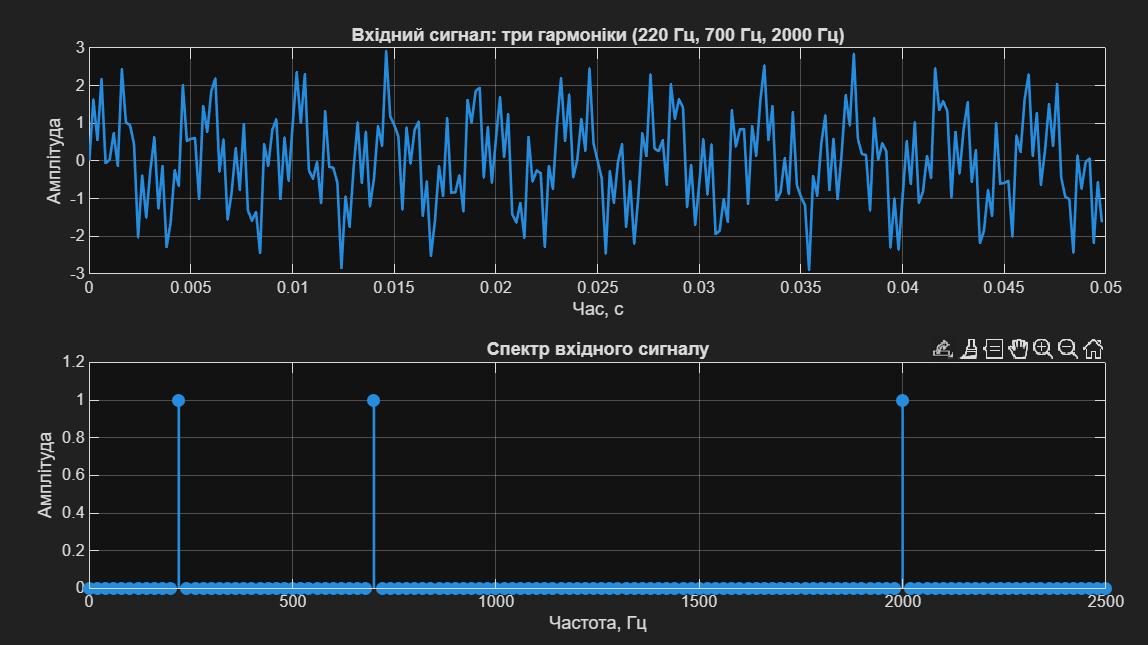 Вхідний сигнал: три гармоніки (220 Гц, 700 Гц, 2000 Гц)
3
2
1
0
-1
-2
-3
Амплітуда
0 0.005 0.01 0.015 0.02 0.025 0.03 0.035 0.04 0.045 0.05
Час, с
Спектр вхідного сигналу
1.2
1
0.8
0.6
0.4
0.2
0
Амплітуда
0 500 1000 1500 2000 2500
Частота, Гц